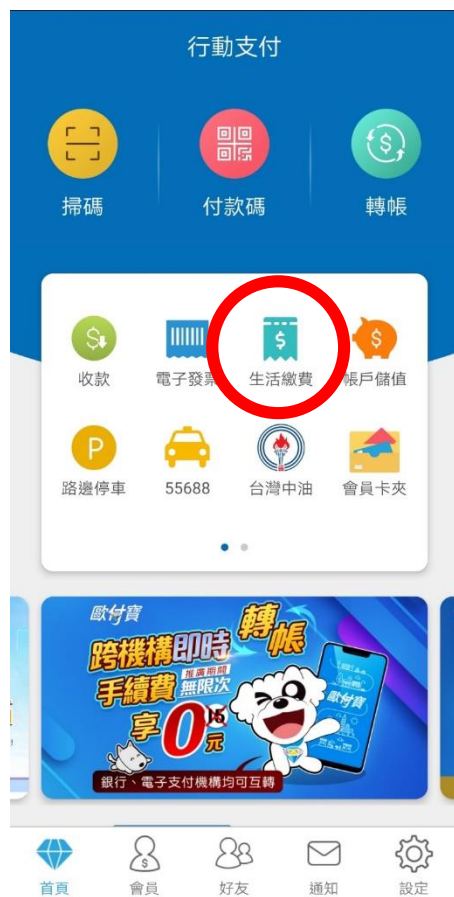 行動支付
掃碼
付款碼
轉帳
收款
電子發票
生活繳費
帳戶儲值
P
路邊停車
55688
台灣中油
會員卡夾
歐付寶
轉帳
跨機構即時
手續費
推廣期間
無限次
享0元
15
歐付寶
銀行、電子支付機構均可互轉
首頁
會員
好友
通知
設定